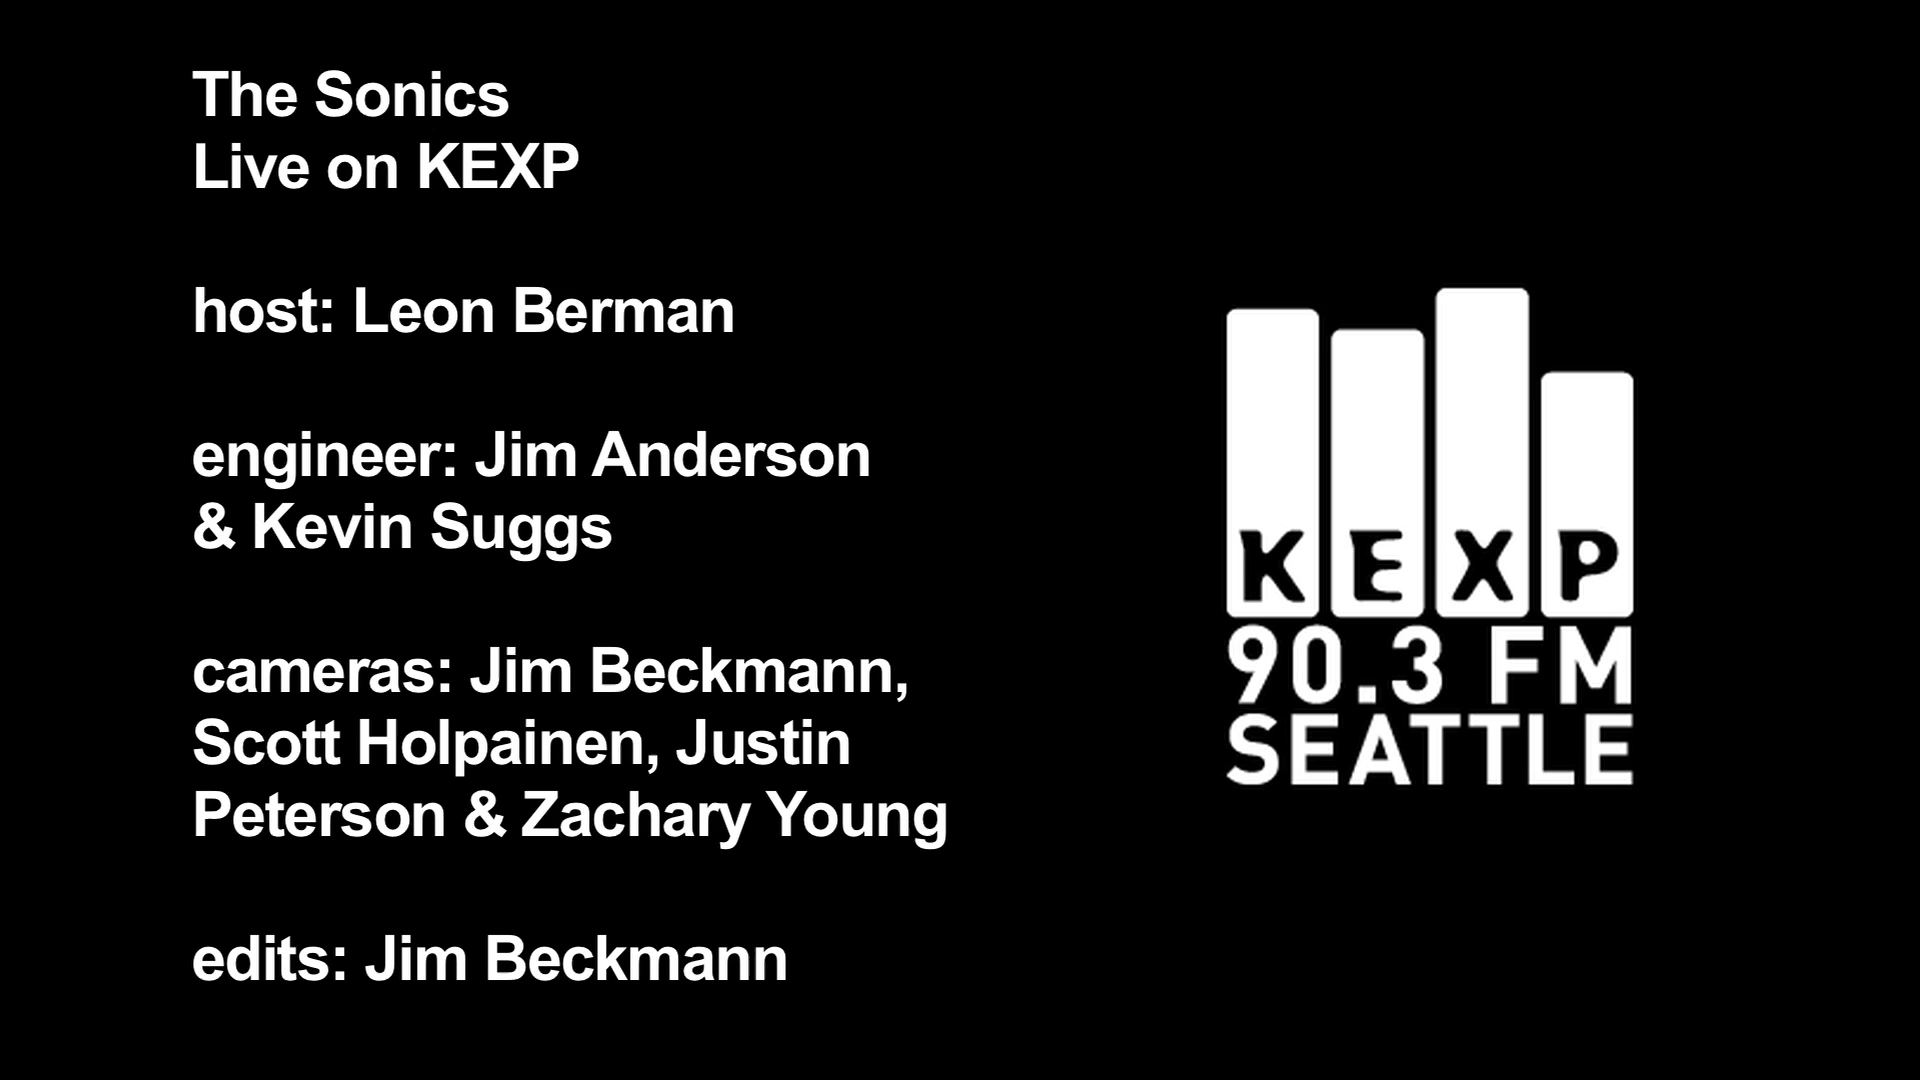 The Sonics
Live on KEXP
host: Leon Berman
engineer: Jim Anderson
& Kevin Suggs
cameras: Jim Beckmann,
Scott Holpainen, Justin
Peterson & Zachary Young
edits: Jim Beckmann
KEXP
90.3 FM
SEATTLE